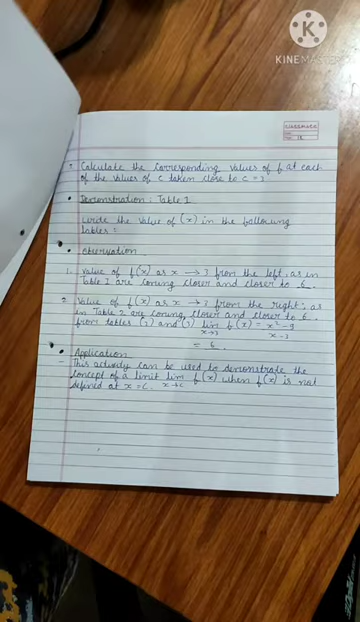 K
KINEMASTER
CLASSMATE
Calculate the corresponding values of f at each
of the values of c taken close to c = 3
Demonstration: Table 1
Write the value of (x) in the following
tables:
Observation
1. Value of f(x) as x → 3 from the left, as in
Table 1 are coming closer and closer to 6.
2. Value of f(x) as x → 3 from the right, as
in Table 2 are coming closer and closer to 6.
from tables (2) and (3) lim f(x) = x²-9
x→3 x-3
= 6.
Application
- This activity can be used to demonstrate the
concept of a limit lim f(x) when f(x) is not
defined at x = c. x→c